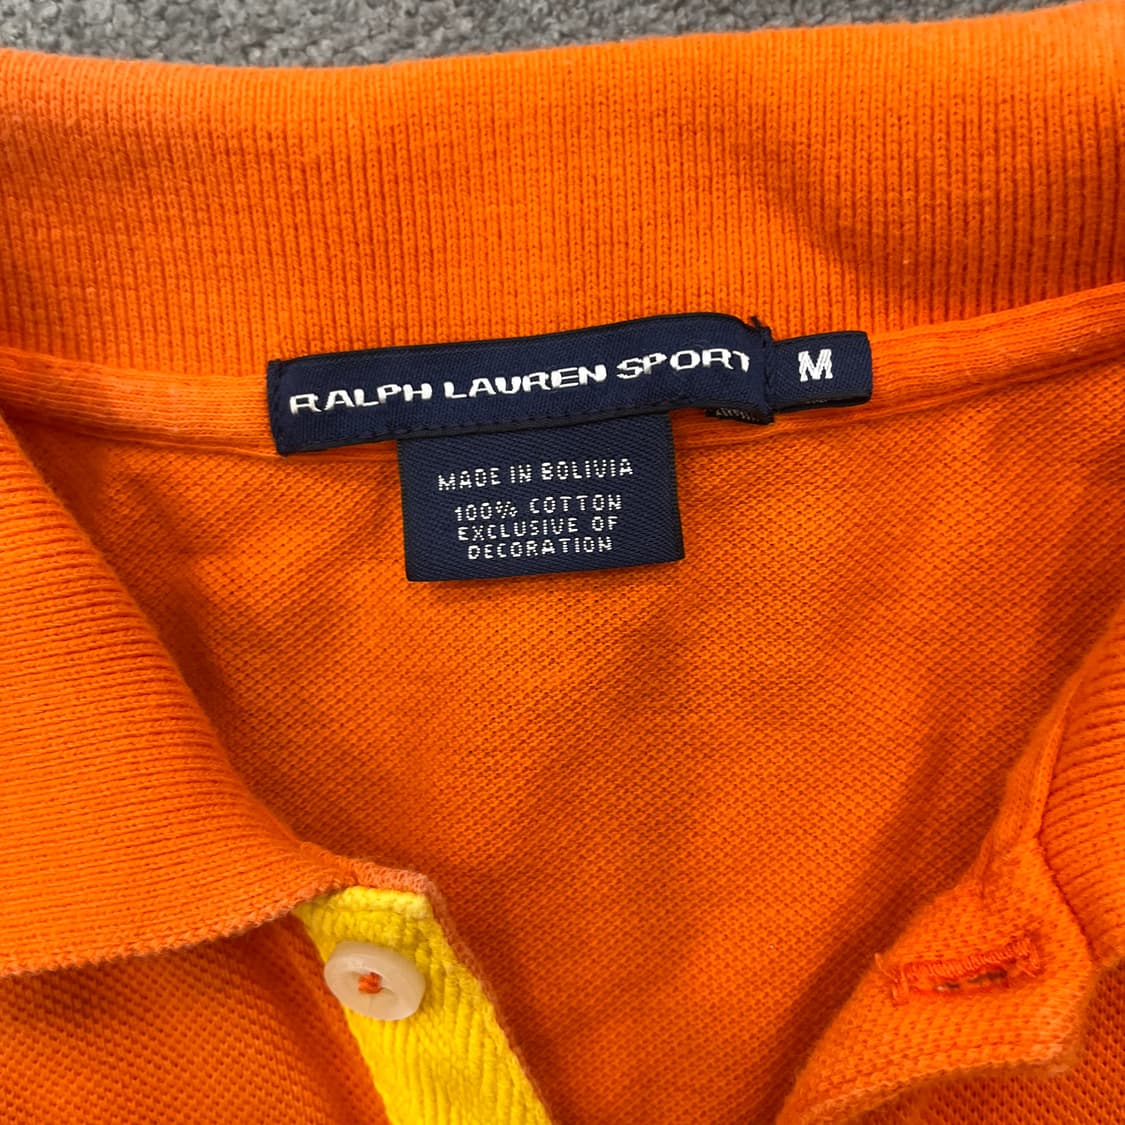 RALPH LAUREN SPORT
M
MADE IN BOLIVIA
100% COTTON
EXCLUSIVE OF
DECORATION